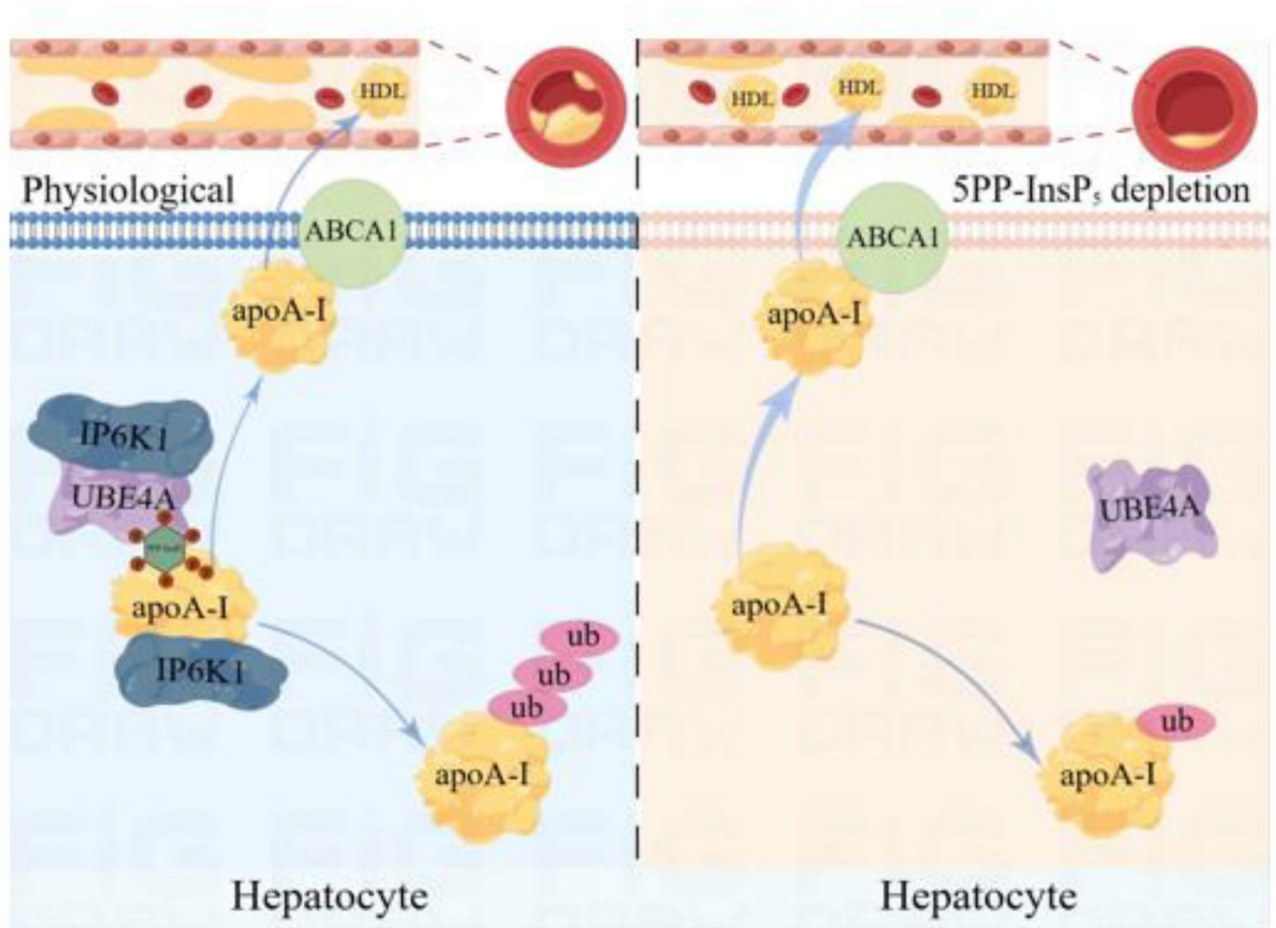 HDL
HDL
HDL
HDL
Physiological
5PP-InsP₅ depletion
ABCA1
ABCA1
apoA-I
apoA-I
IP6K1
UBE4A
UBE4A
apoA-I
apoA-I
IP6K1
ub
ub
ub
ub
apoA-I
apoA-I
Hepatocyte
Hepatocyte